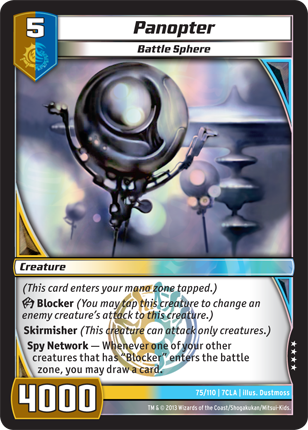 5
Panopter
Battle Sphere
Creature
(This card enters your mana zone tapped.)
Blocker (You may tap this creature to change an
enemy creature's attack to this creature.)
Skirmisher (This creature can attack only creatures.)
Spy Network — Whenever one of your other
creatures that has "Blocker" enters the battle
zone, you may draw a card.
4000
75/110 | 7CLA | Illus. Dustmoss
TM & © 2013 Wizards of the Coast/Shogakukan/Mitsui-Kids.